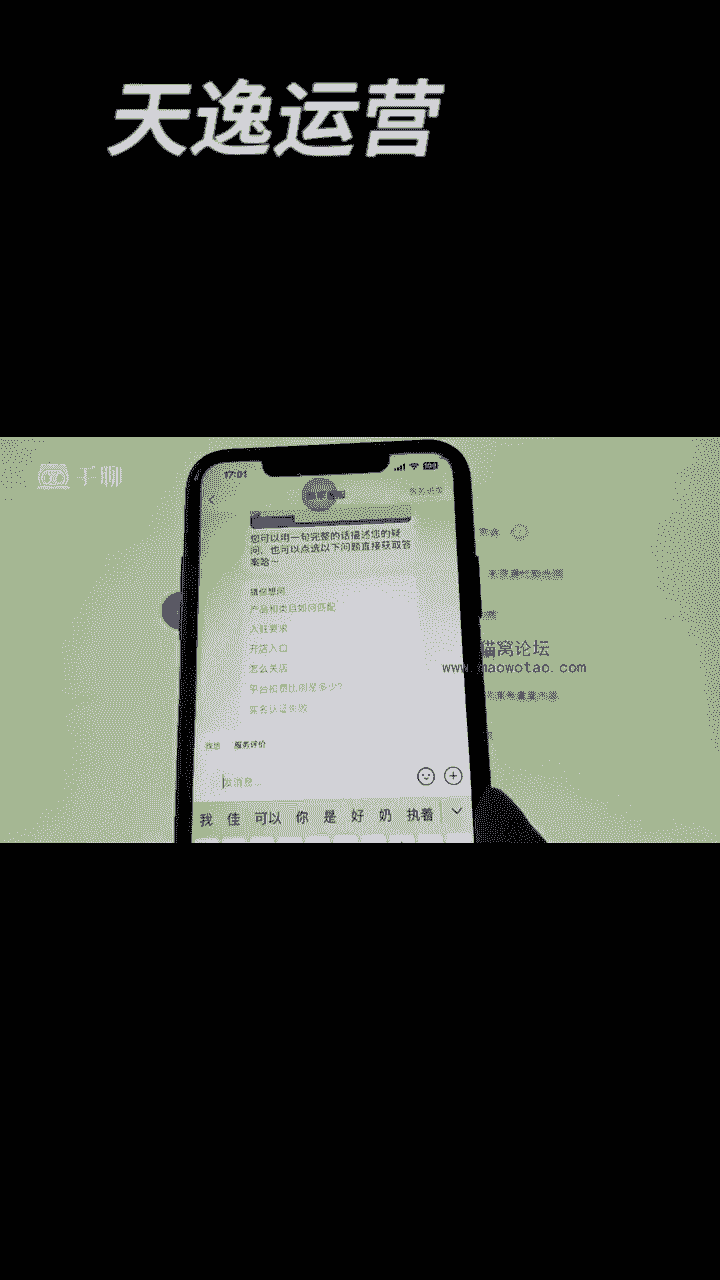 天逸运营
千聊
17:01
您可以用一句完整的话描述您的疑
问，也可以点选以下问题直接获取答
案哈～
猜你想问
产品和类目如何匹配
入驻要求
开店入口
怎么关店
平台扣费比例是多少？
实名认证失败
猫窝论坛
www.maowotao.com
服务评价
发消息...
我 佳 可以 你 是 好 奶 执着